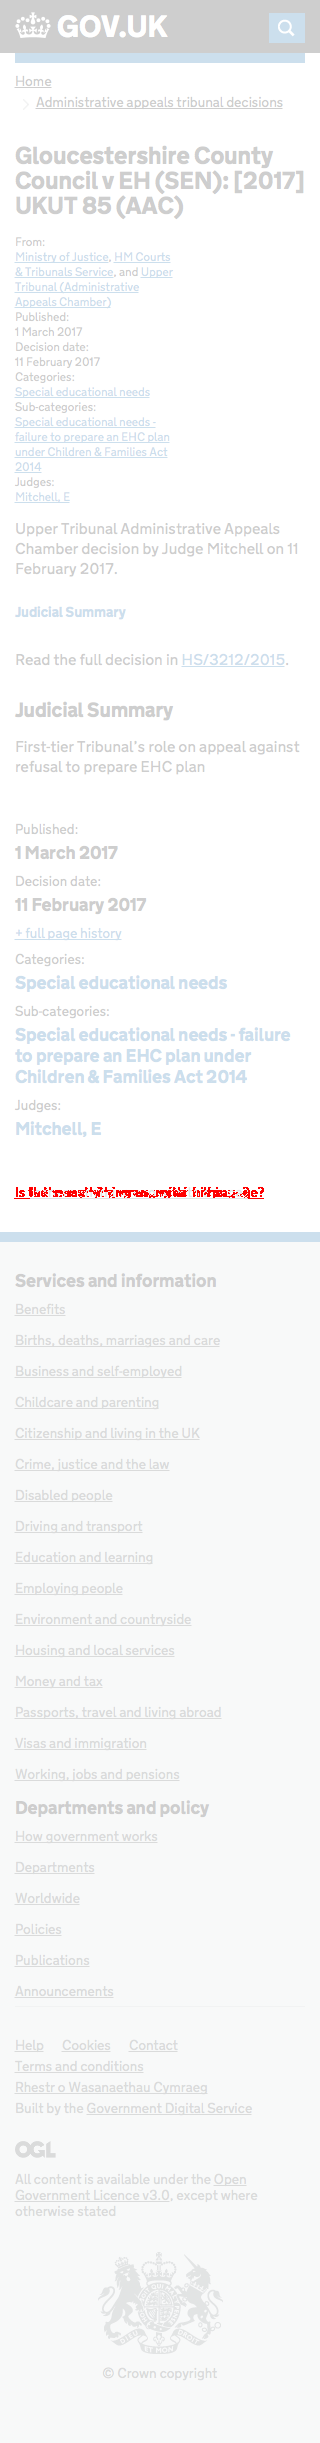 GOV.UK
Home
Administrative appeals tribunal decisions
Gloucestershire County
Council v EH (SEN): [2017]
UKUT 85 (AAC)
From:
Ministry of Justice, HM Courts
& Tribunals Service, and Upper
Tribunal (Administrative
Appeals Chamber)
Published:
1 March 2017
Decision date:
11 February 2017
Categories:
Special educational needs
Sub-categories:
Special educational needs -
failure to prepare an EHC plan
under Children & Families Act
2014
Judges:
Mitchell, E
Upper Tribunal Administrative Appeals
Chamber decision by Judge Mitchell on 11
February 2017.
Judicial Summary
Read the full decision in HS/3212/2015.
Judicial Summary
First-tier Tribunal's role on appeal against
refusal to prepare EHC plan
Published:
1 March 2017
Decision date:
11 February 2017
+ full page history
Categories:
Special educational needs
Sub-categories:
Special educational needs - failure
to prepare an EHC plan under
Children & Families Act 2014
Judges:
Mitchell, E
Is
Services and information
Benefits
Births, deaths, marriages and care
Business and self-employed
Childcare and parenting
Citizenship and living in the UK
Crime, justice and the law
Disabled people
Driving and transport
Education and learning
Employing people
Environment and countryside
Housing and local services
Money and tax
Passports, travel and living abroad
Visas and immigration
Working, jobs and pensions
Departments and policy
How government works
Departments
Worldwide
Policies
Publications
Announcements
Help Cookies Contact
Terms and conditions
Rhestr o Wasanaethau Cymraeg
Built by the Government Digital Service
OGL
All content is available under the Open
Government Licence v3.0, except where
otherwise stated
© Crown copyright